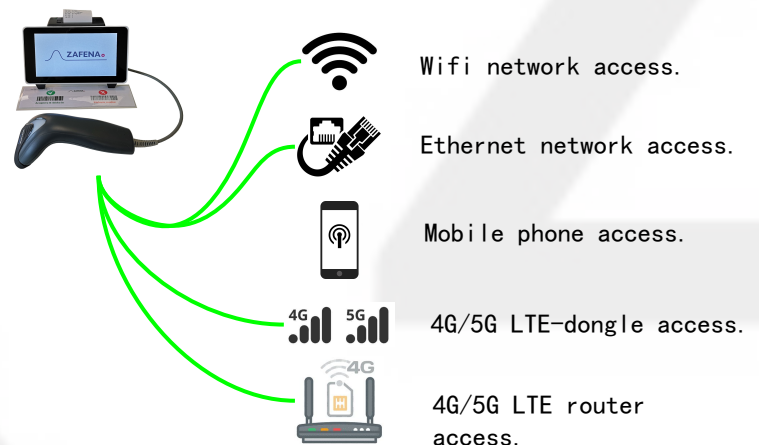 ZAFENA
Wifi network access.
Ethernet network access.
Mobile phone access.
4G 5G
4G/5G LTE-dongle access.
4G
4G/5G LTE router
access.